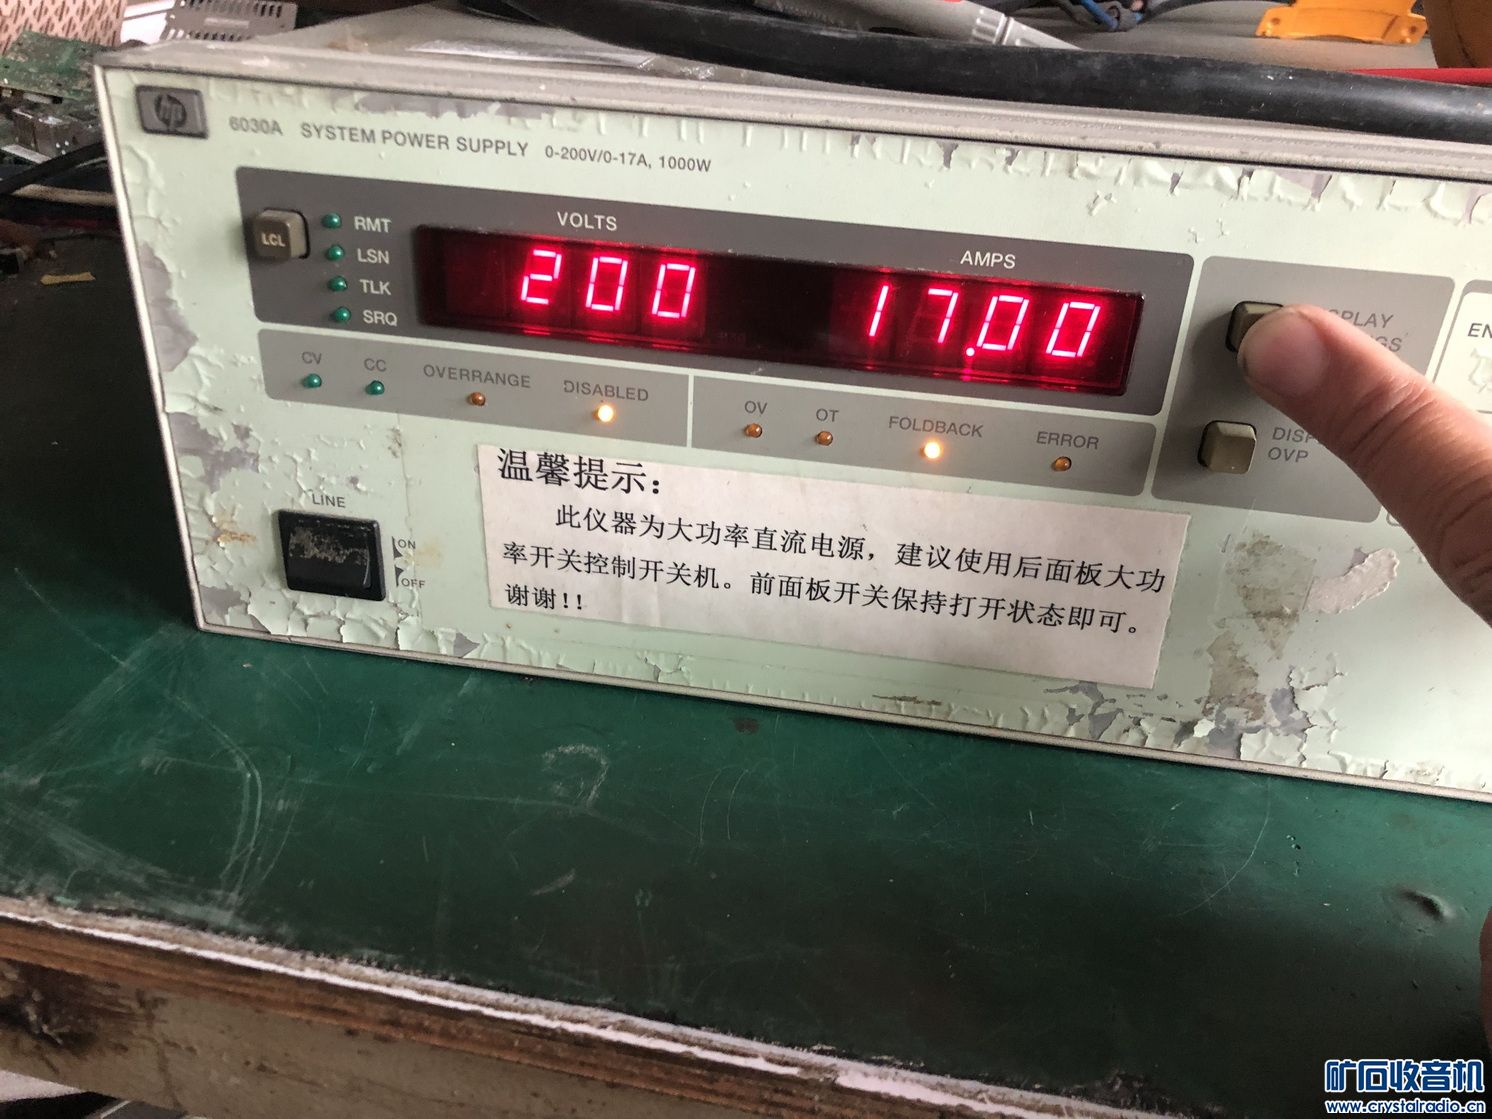 hp
6030A SYSTEM POWER SUPPLY 0-200V/0-17A, 1000W
VOLTS
AMPS
LCL
RMT
LSN
TLK
SRQ
200 17.00
CV CC OVERRANGE DISABLED
OV OT FOLDBACK ERROR
LINE
ON
OFF
OVP
温馨提示：
此仪器为大功率直流电源，建议使用后面板大功
率开关控制开关机。前面板开关保持打开状态即可。
谢谢!!
矿石收音机
www.crystalradio.cn